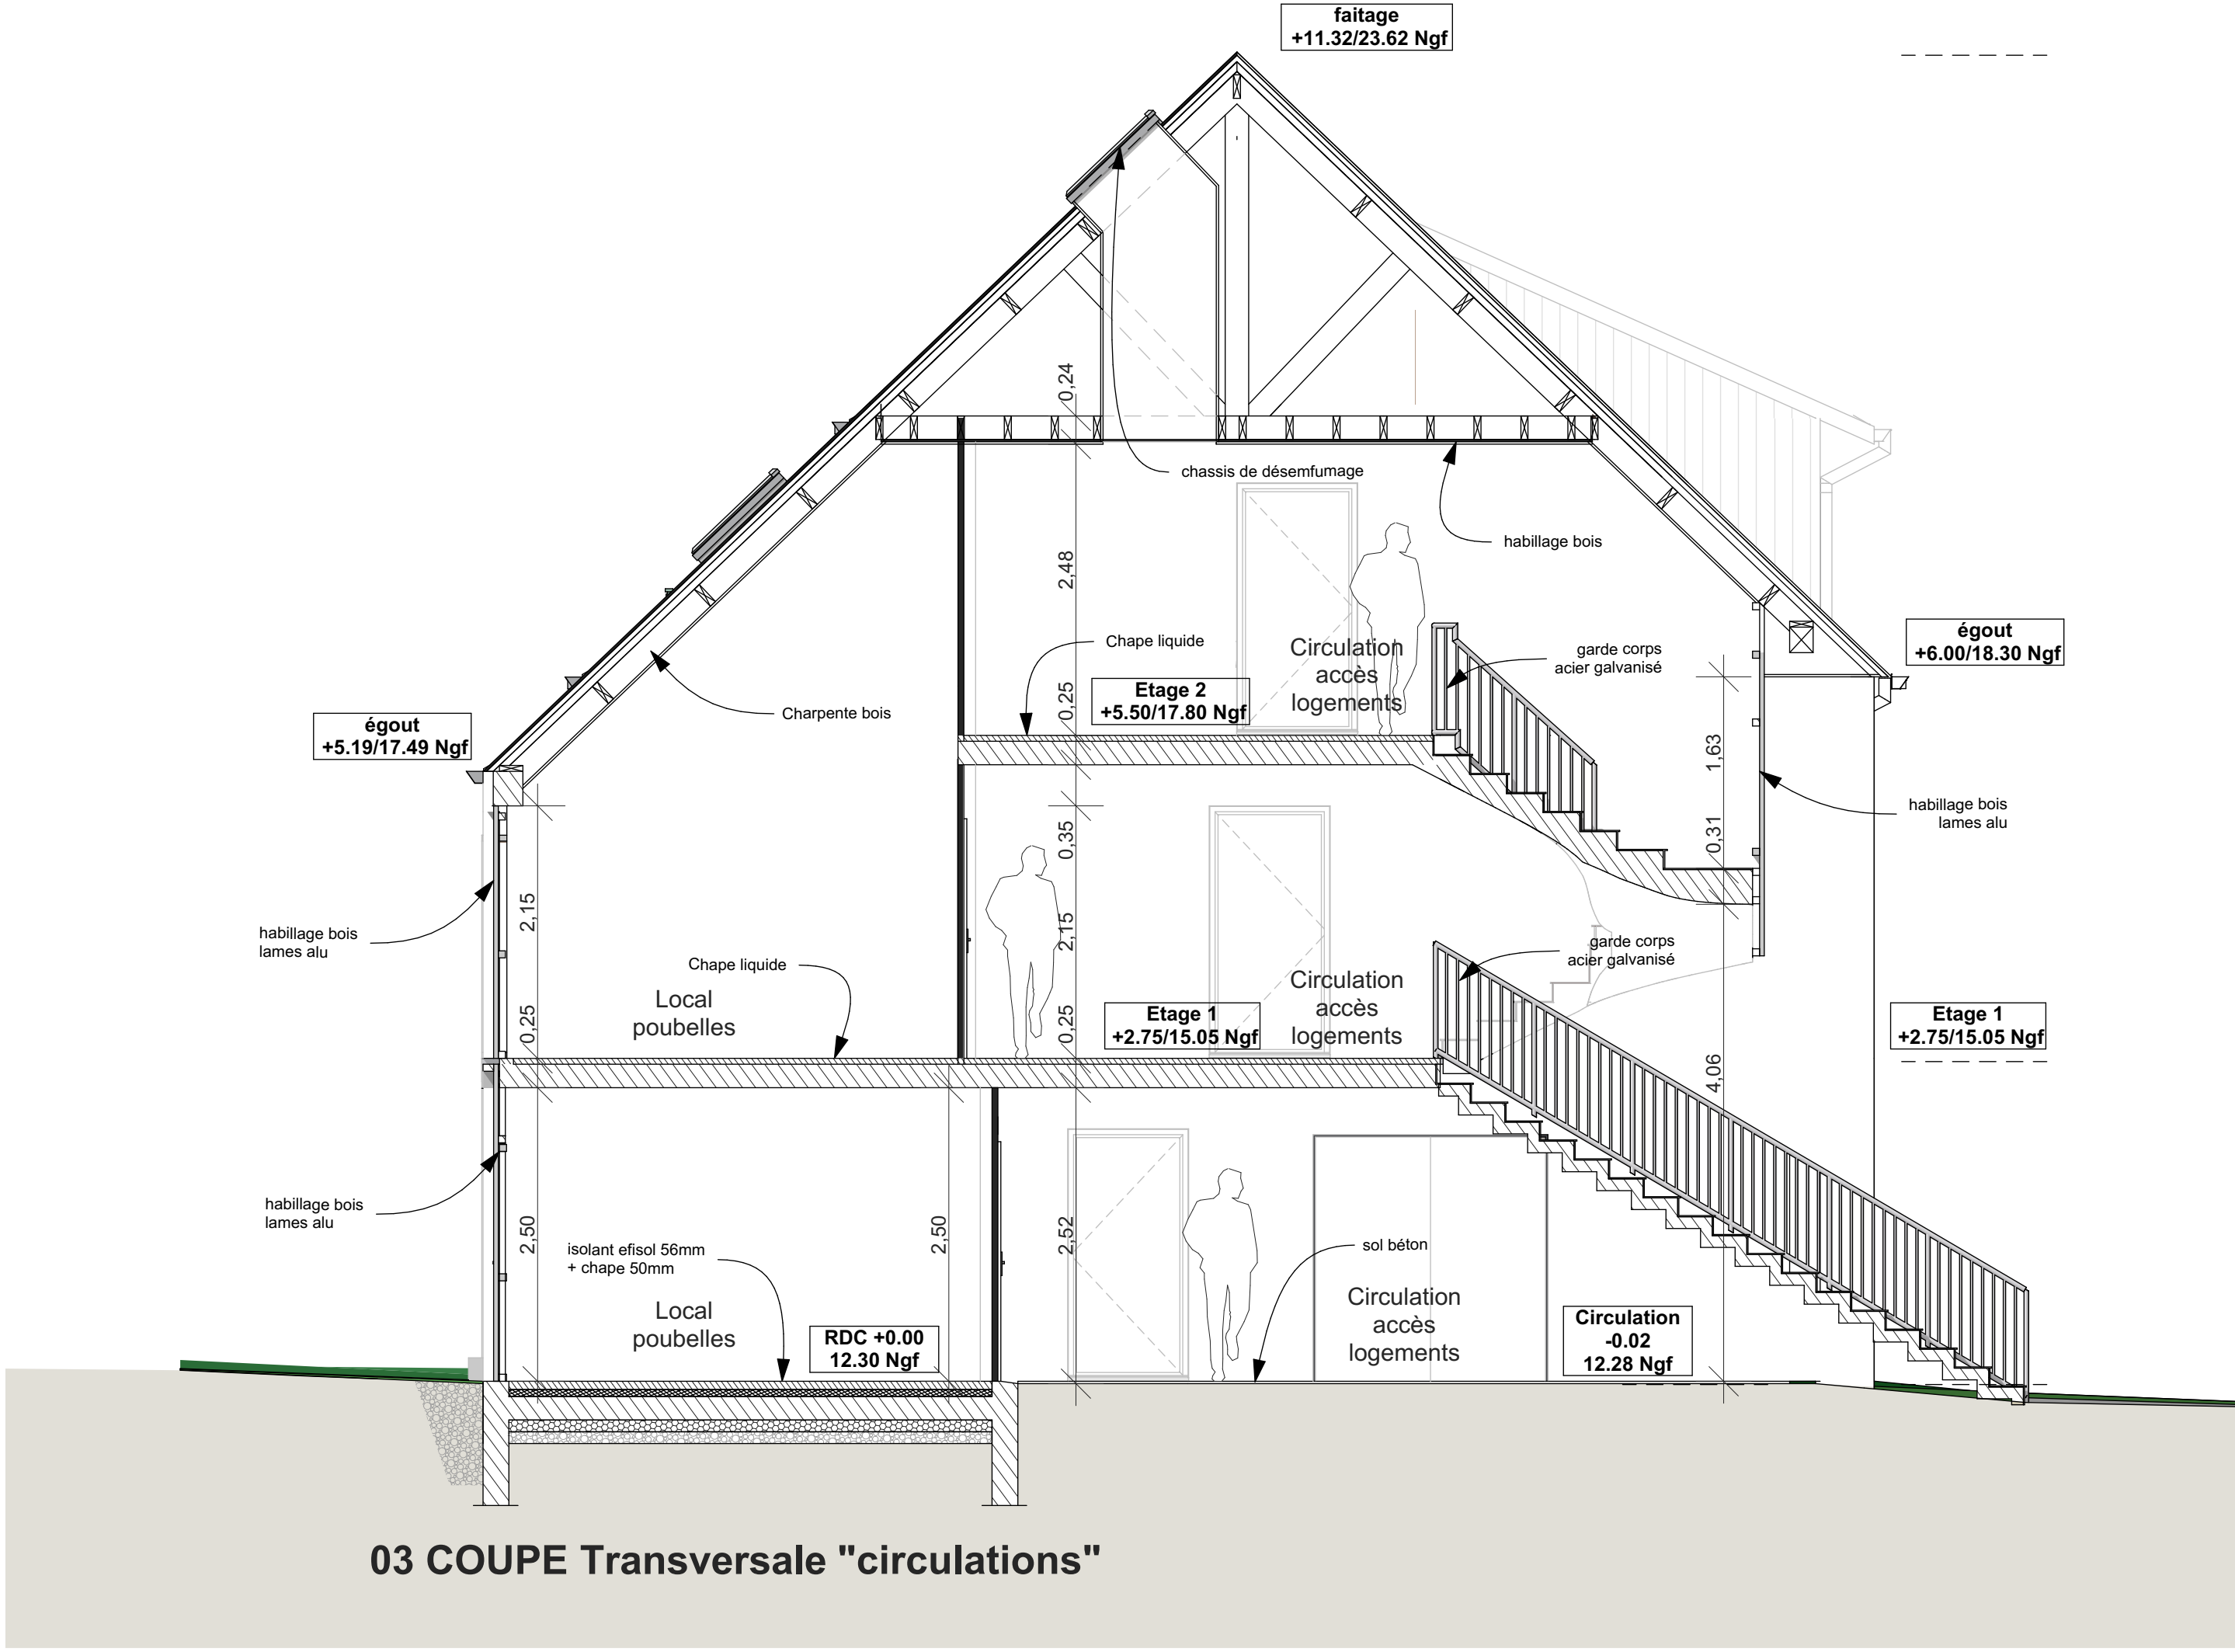 faitage
+11.32/23.62 Ngf
0,24
chassis de désemfumage
habillage bois
2,48
Chape liquide
Circulation
accès
logements
garde corps
acier galvanisé
égout
+6.00/18.30 Ngf
Etage 2
+5.50/17.80 Ngf
0,25
Charpente bois
égout
+5.19/17.49 Ngf
1,63
habillage bois
lames alu
0,31
0,35
2,15
2,15
habillage bois
lames alu
Chape liquide
garde corps
acier galvanisé
Local
poubelles
Circulation
accès
logements
0,25
0,25
Etage 1
+2.75/15.05 Ngf
Etage 1
+2.75/15.05 Ngf
4,06
habillage bois
lames alu
2,50
2,50
2,52
isolant efisol 56mm
+ chape 50mm
sol béton
Local
poubelles
RDC +0.00
12.30 Ngf
Circulation
accès
logements
Circulation
-0.02
12.28 Ngf
03 COUPE Transversale "circulations"